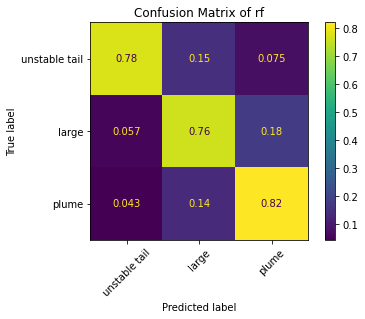 Confusion Matrix of rf
True label
unstable tail 0.78 0.15 0.075
large 0.057 0.76 0.18
plume 0.043 0.14 0.82
unstable tail large plume
Predicted label
0.8
0.7
0.6
0.5
0.4
0.3
0.2
0.1